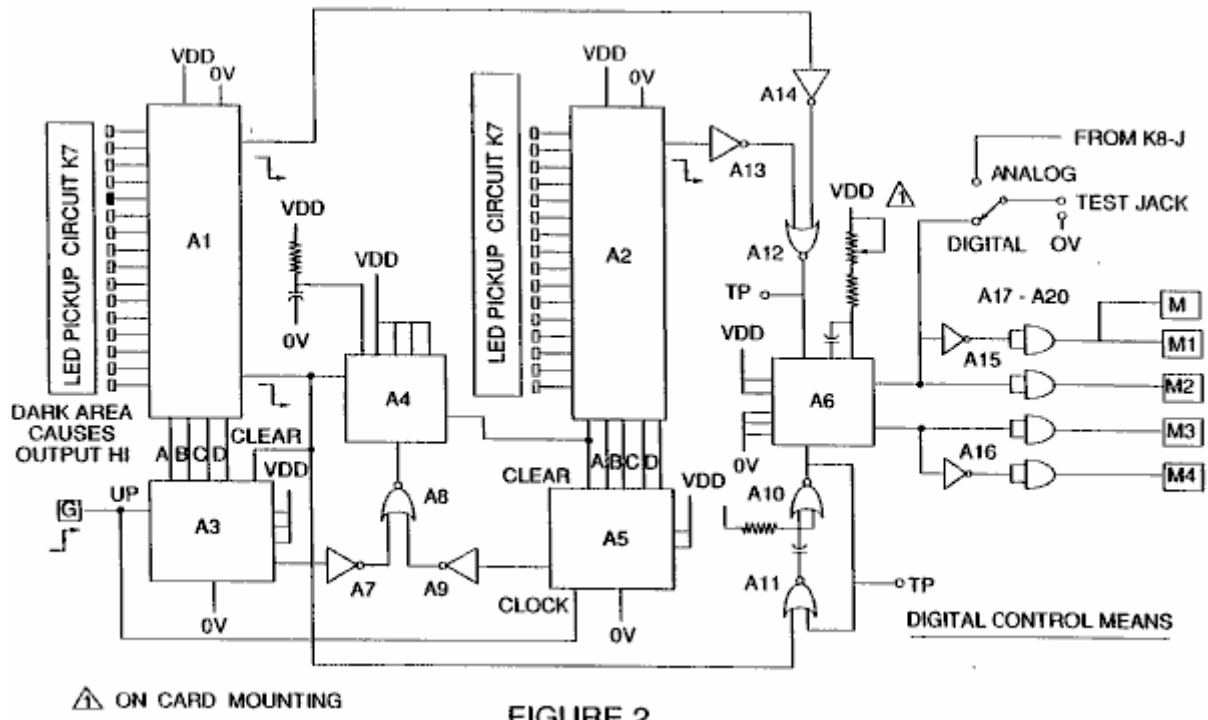 VDD
0V
A1
LED PICKUP CIRCUIT K7
DARK AREA
CAUSES
OUTPUT HI
A B C D
CLEAR
VDD
G
UP
A3
0V
VDD
0V
VDD
A4
A8
A7
A9
VDD
0V
LED PICKUP CIRCUIT K7
A2
A B C D
CLEAR
VDD
A5
CLOCK
0V
A14
A13
A12
VDD
1
TP
VDD
0V
A6
A10
A11
TP
FROM K8-J
ANALOG
TEST JACK
DIGITAL
OV
A17 - A20
A15
A16
M
M1
M2
M3
M4
DIGITAL CONTROL MEANS
1 ON CARD MOUNTING
FIGURE 2